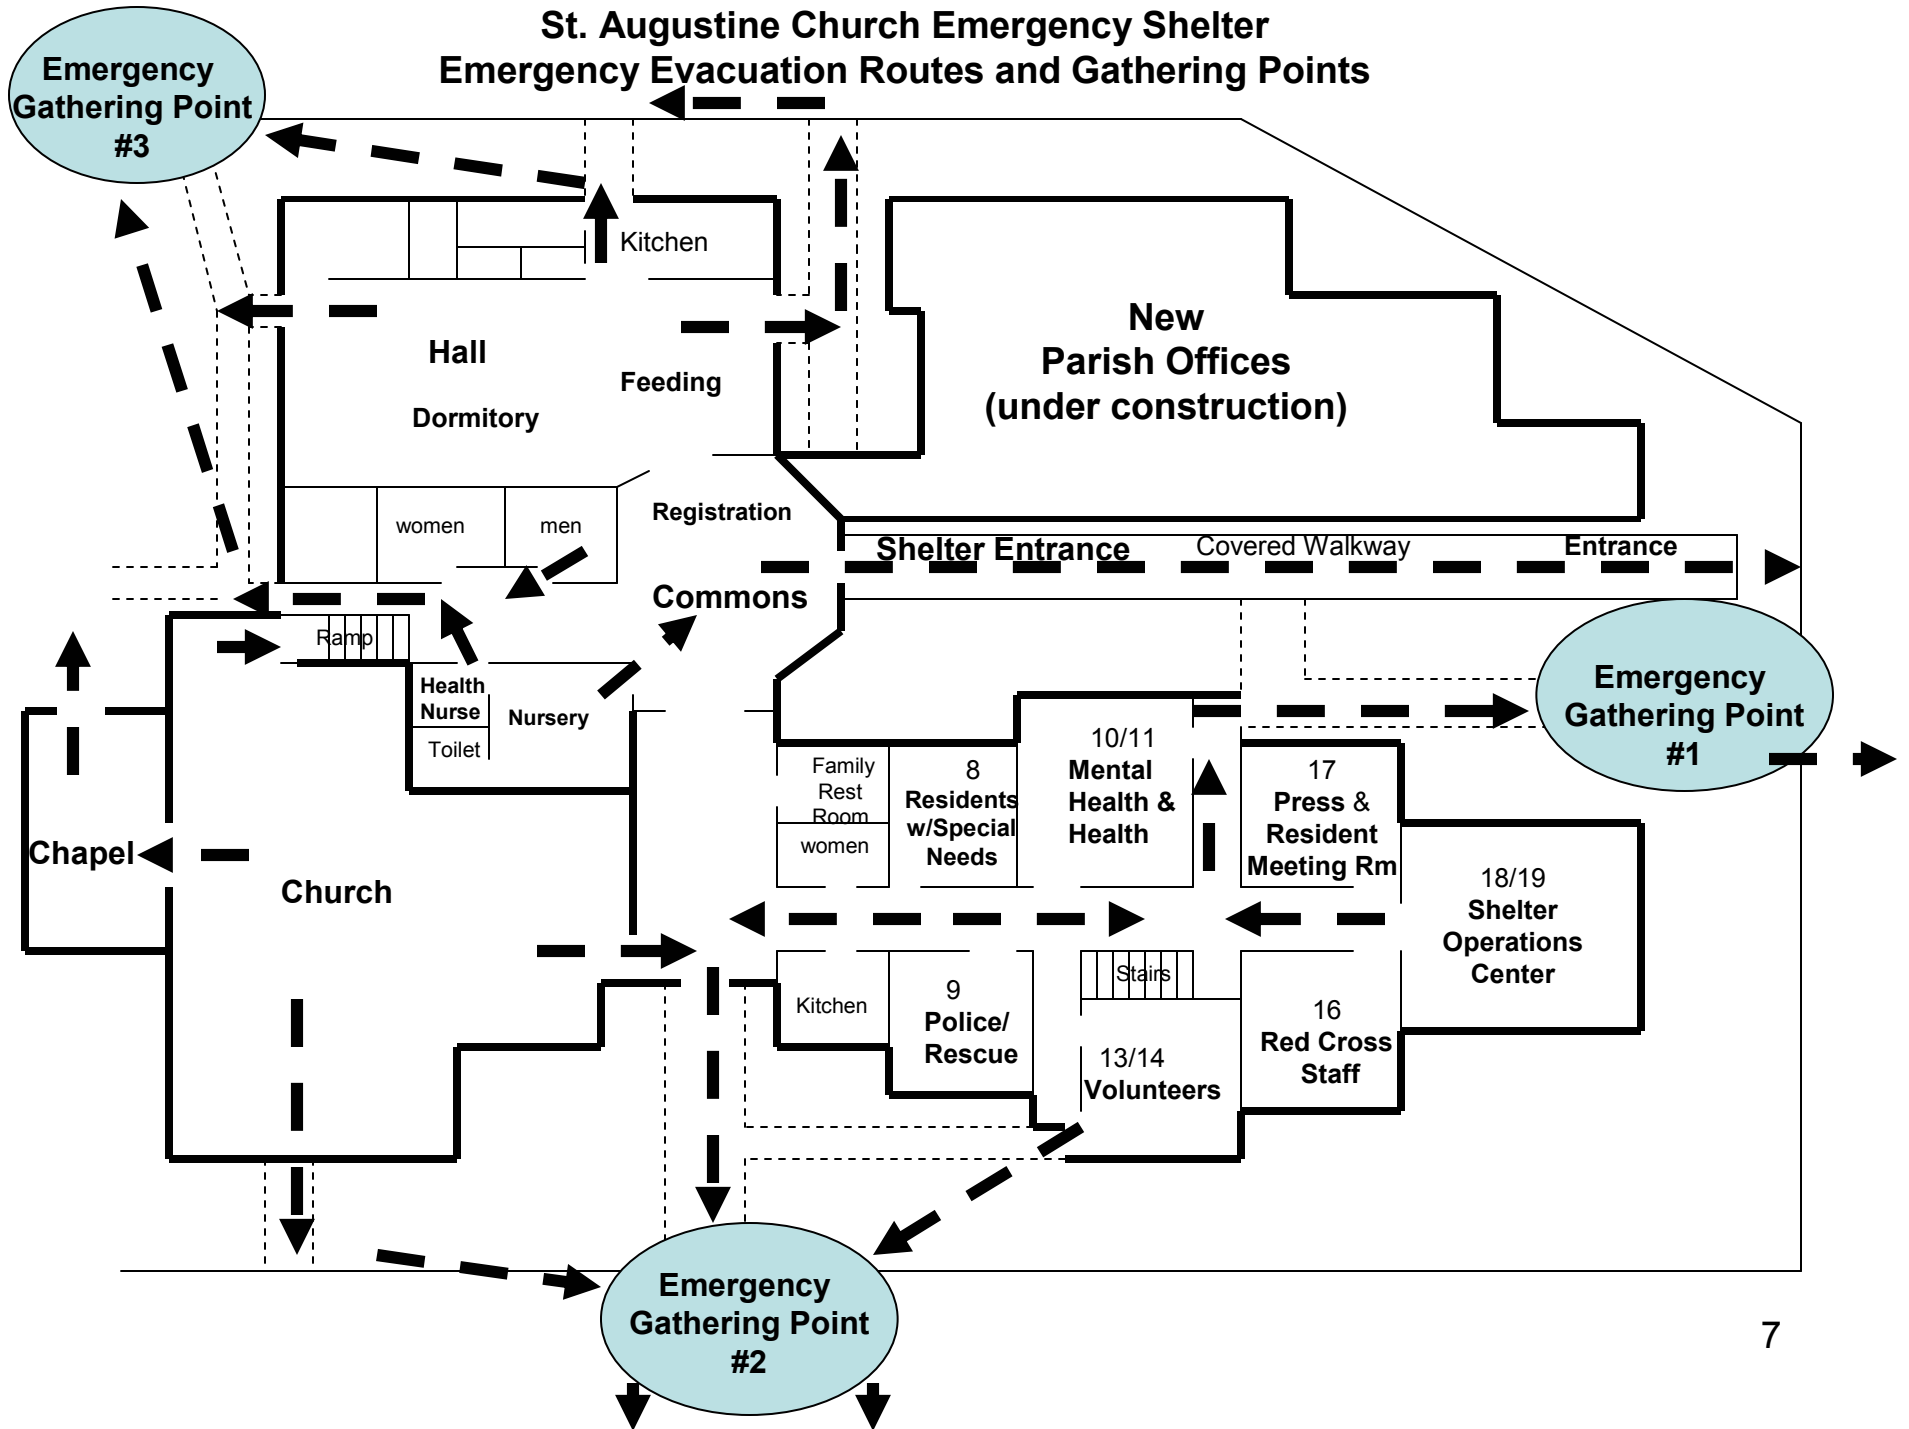 St. Augustine Church Emergency Shelter
Emergency Evacuation Routes and Gathering Points
Emergency
Gathering Point
#3
Kitchen
Hall
Dormitory
Feeding
New
Parish Offices
(under construction)
women
men
Registration
Shelter Entrance
Covered Walkway
Entrance
Commons
Ramp
Health
Nurse
Toilet
Nursery
Emergency
Gathering Point
#1
Family
Rest
Room
women
8
Residents
w/Special
Needs
10/11
Mental
Health &
Health
17
Press &
Resident
Meeting Rm
18/19
Shelter
Operations
Center
Chapel
Church
Kitchen
9
Police/
Rescue
Stairs
13/14
Volunteers
16
Red Cross
Staff
Emergency
Gathering Point
#2
7